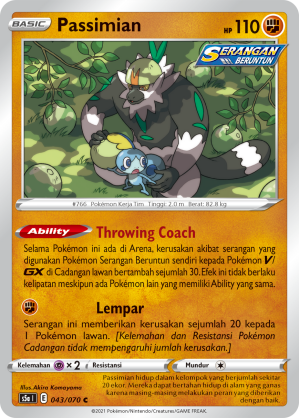 BASIC
Passimian
HP 110
SERANGAN
BERUNTUN
#766 Pokémon Kerja Tim Tinggi: 2.0 m Berat: 82.8 kg
Ability Throwing Coach
Selama Pokémon ini ada di Arena, kerusakan akibat serangan yang
digunakan Pokémon Serangan Beruntun sendiri kepada Pokémon V/
GX di Cadangan lawan bertambah sejumlah 30. Efek ini tidak berlaku
kelipatan meskipun ada Pokémon lain yang memiliki Ability yang sama.
Lempar
Serangan ini memberikan kerusakan sejumlah 20 kepada
1 Pokémon lawan. [Kelemahan dan Resistansi Pokémon
Cadangan tidak mempengaruhi kerusakan.]
Kelemahan ×2 Resistansi Mundur
Illus. Akira Komayama
S5a I E 043/070 C
Passimian hidup dalam kelompok yang berjumlah sekitar
20 ekor. Mereka dapat bertahan hidup di alam yang ganas
karena masing-masing melakukan peran mereka dengan baik.
©2021 Pokémon/Nintendo/Creatures/GAME FREAK